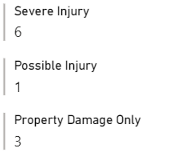 Severe Injury
6
Possible Injury
1
Property Damage Only
3